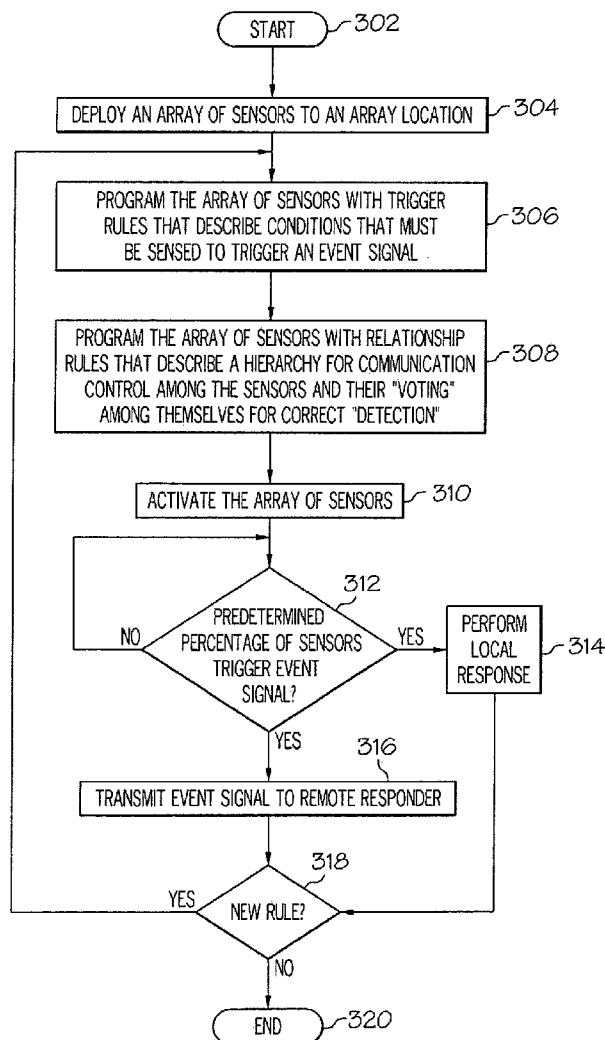 START
302
DEPLOY AN ARRAY OF SENSORS TO AN ARRAY LOCATION
304
PROGRAM THE ARRAY OF SENSORS WITH TRIGGER
RULES THAT DESCRIBE CONDITIONS THAT MUST
BE SENSED TO TRIGGER AN EVENT SIGNAL
306
PROGRAM THE ARRAY OF SENSORS WITH RELATIONSHIP
RULES THAT DESCRIBE A HIERARCHY FOR COMMUNICATION
CONTROL AMONG THE SENSORS AND THEIR "VOTING"
AMONG THEMSELVES FOR CORRECT "DETECTION"
308
ACTIVATE THE ARRAY OF SENSORS
310
312
PREDETERMINED
PERCENTAGE OF SENSORS
TRIGGER EVENT
SIGNAL?
NO
YES
PERFORM
LOCAL
RESPONSE
314
YES
316
TRANSMIT EVENT SIGNAL TO REMOTE RESPONDER
318
YES
NEW RULE?
NO
END
320